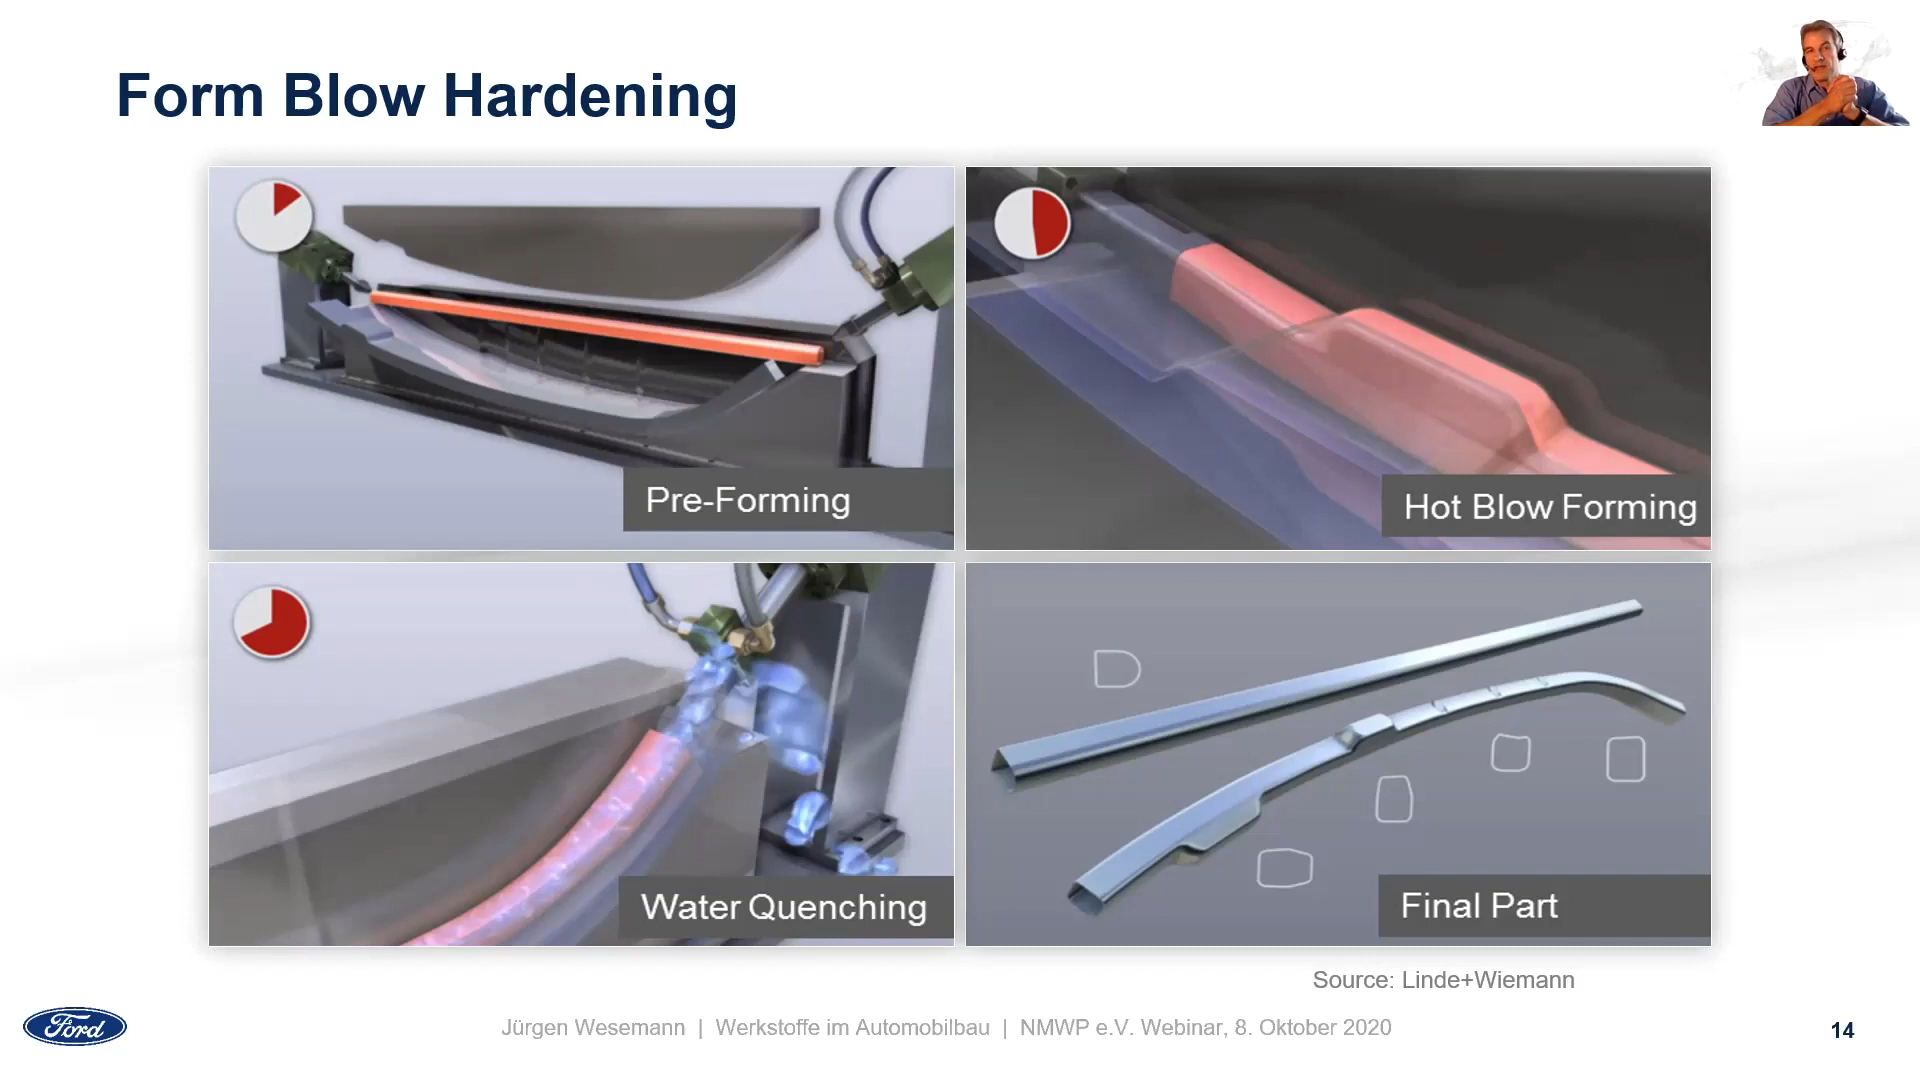 Form Blow Hardening
Pre-Forming
Hot Blow Forming
Water Quenching
Final Part
Source: Linde+Wiemann
Ford
Jürgen Wesemann | Werkstoffe im Automobilbau | NMWP e.V. Webinar, 8. Oktober 2020
14